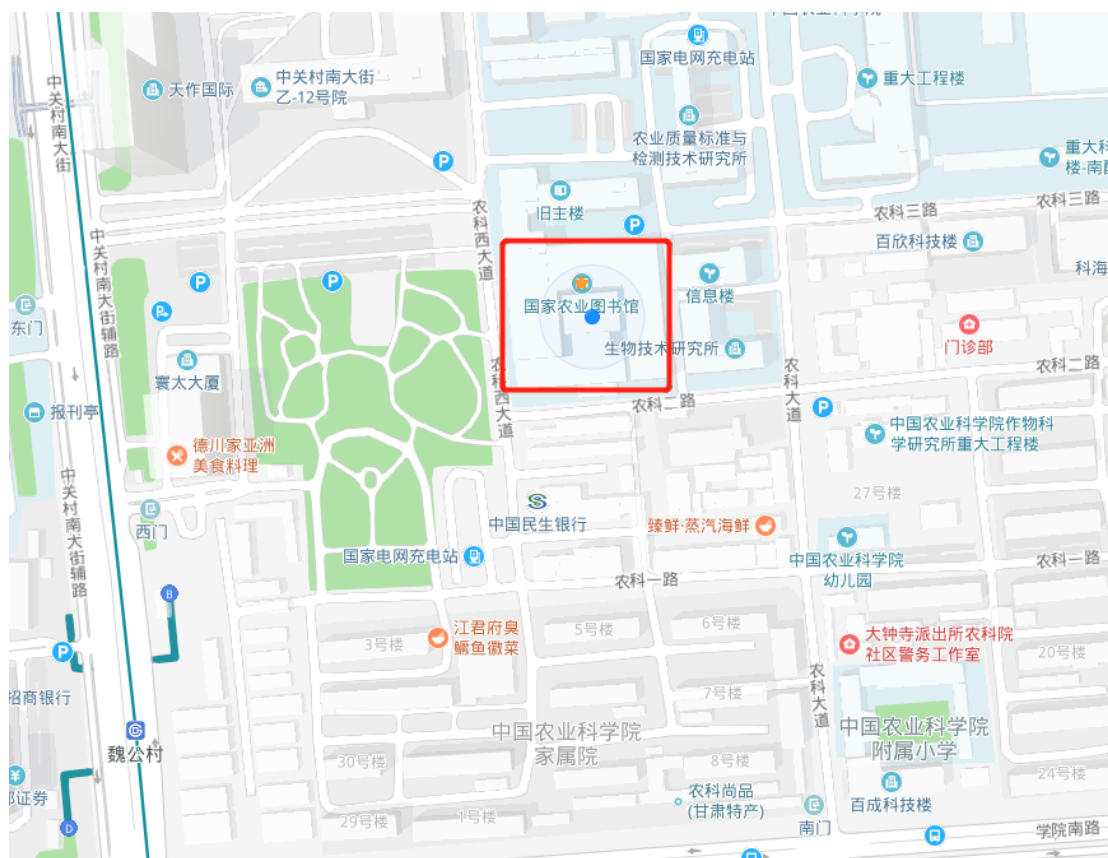 国家电网充电站
重大工程楼
天作国际
中关村南大街
乙-12号院
中关村南大街
农业质量标准与
检测技术研究所
重大科
楼-南
P
旧主楼
农科西大道
农科三路
农科三路
P
百欣科技楼
中关村南大街辅路
P
P
信息楼
科海
国家农业图书馆
东门
P
门诊部
生物技术研究所
寰太大厦
农科二路
农科西大道
农科大道
农科二路
P
报刊亭
中国农业科学院作物科
学研究所重大工程楼
德川家亚洲
美食料理
中关村南大街辅路
27号楼
西门
中国民生银行
臻鲜·蒸汽海鲜
国家电网充电站
中国农业科学院
幼儿园
农科一路
农科一路
B
江君府臭
鳜鱼徽菜
3号楼
5号楼
6号楼
大钟寺派出所农科院
社区警务工作室
20号楼
P
招商银行
7号楼
农科大道
魏公村
中国农业科学院
家属院
中国农业科学院
附属小学
30号楼
8号楼
24号楼
证券
农科尚品
(甘肃特产)
百成科技楼
D
29号楼
1号楼
南门
学院南路